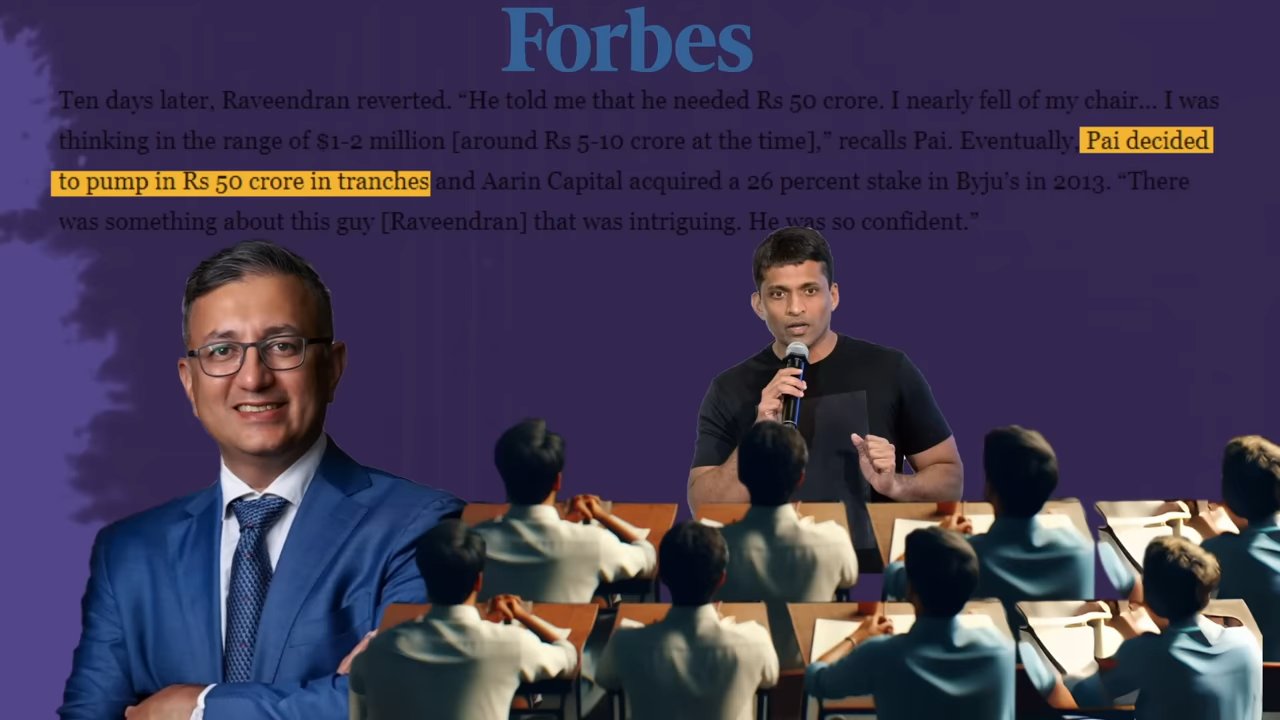 Forbes
Ten days later, Raveendran reverted. “He told me that he needed Rs 50 crore. I nearly fell of my chair... I was
thinking in the range of $1-2 million [around Rs 5-10 crore at the time],” recalls Pai. Eventually, Pai decided
to pump in Rs 50 crore in tranches and Aarin Capital acquired a 26 percent stake in Byju’s in 2013. “There
was something about this guy [Raveendran] that was intriguing. He was so confident.”